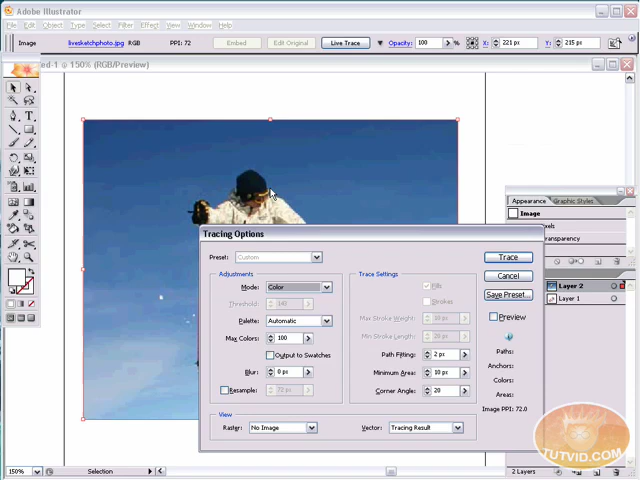 Adobe Illustrator
File Edit Object Type Select Filter Effect View Window Help
Image livesketchphoto.jpg RGB PPI: 72 Embed Edit Original Live Trace Opacity: 100 % X: 221 px Y: 215 px
ed-1 @ 150% (RGB/Preview)
Appearance Graphic Styles
Image
xels
ransparency
Layer 2
Layer 1
2 Layers
Tracing Options
Preset: Custom
Trace
Cancel
Save Preset...
Preview
Adjustments
Mode: Color
Threshold: 148
Palette: Automatic
Max Colors: 100
Output to Swatches
Blur: 0 px
Resample:
Trace Settings
Fills
Strokes
Max Stroke Weight: 10 px
Min Stroke Length: 20 px
Path Fitting: 2 px
Minimum Area: 10 px
Corner Angle: 20
Paths:
Anchors:
Colors:
Areas:
Image PPI: 72.0
View
Raster: No Image Vector: Tracing Result
150% Selection
TUTVID.COM